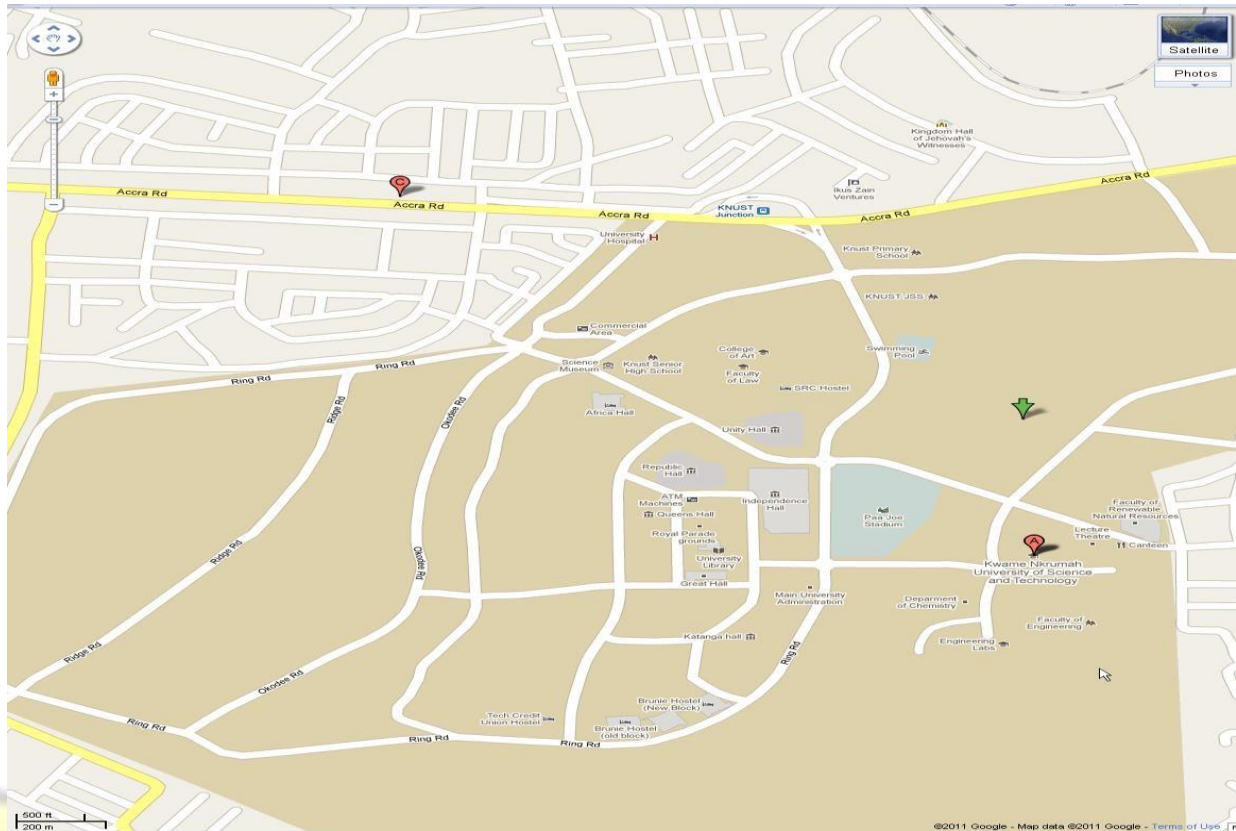 Satellite
Photos
Kingdom Hall
of Jehovah's
Witnesses
Accra Rd
Ikus Zain
Ventures
Accra Rd
Accra Rd
Accra Rd
KNUST
Junction
Accra Rd
University
Hospital
H
Knust Primary
School
KNUST JSS
Commercial
Area
College
of Art
Swimming
Pool
Science
Museum
Knust Senior
High School
Faculty
of Law
Ring Rd
Ring Rd
SRC Hostel
Ridge Rd
Okodee Rd
Africa Hall
Unity Hall
Republic
Hall
ATM
Machines
Independence
Hall
Queens Hall
Paa Joe
Stadium
Faculty of
Renewable
Natural Resources
Royal Parade
grounds
Lecture
Theatre
Canteen
Ridge Rd
Okodee Rd
University
Library
A
Kwame Nkrumah
University of Science
and Technology
Great Hall
Main University
Administration
Deparment
of Chemistry
Faculty of
Engineering
Katanga hall
Ring Rd
Engineering
Labs
Ridge Rd
Okodee Rd
Brunie Hostel
(New Block)
Tech Credit
Union Hostel
Brunie Hostel
(old block)
Ring Rd
Ring Rd
Ring Rd
C
500 ft
200 m
©2011 Google - Map data ©2011 Google - Terms of Use